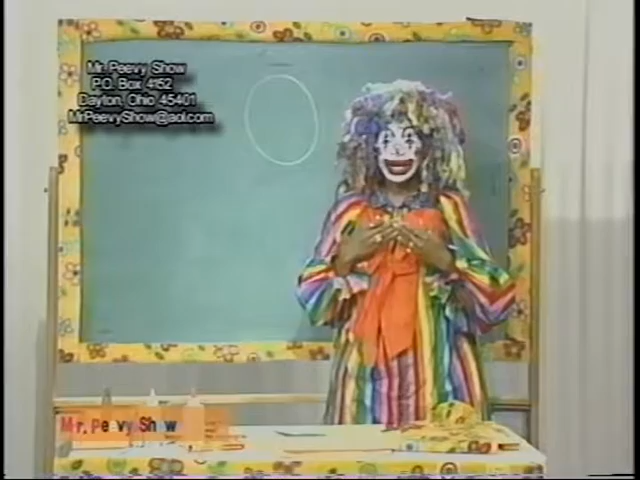 Mr. Peevy Show
P.O. Box 4152
Dayton, Ohio 45401
MrPeevyShow@aol.com
Mr. Peevy Show